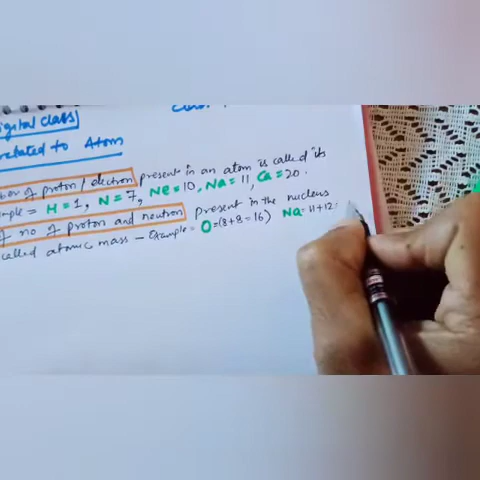 igital class
related to Atom
ber of proton / electron present in an atom is called its
mple = H = 1, N = 7, Ne = 10, Na = 11, Ca = 20.
f no of proton and neutron present in the nucleus
called atomic mass - Example = O = (8+8=16) Na = 11+12=